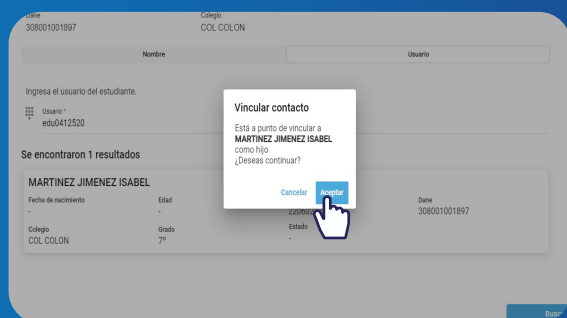 Dane
308001001897
Colegio
COL COLON
Nombre
Usuario
Ingresa el usuario del estudiante.
Usuario *
edu0412520
Se encontraron 1 resultados
MARTINEZ JIMENEZ ISABEL
Fecha de nacimiento
-
Edad
-
Dane
308001001897
Colegio
COL COLON
Grado
7º
Estado
-
Vincular contacto
Está a punto de vincular a
MARTINEZ JIMENEZ ISABEL
como hijo
¿Deseas continuar?
Cancelar
Aceptar